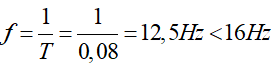 f = 1/T = 1/0,08 = 12,5Hz < 16Hz